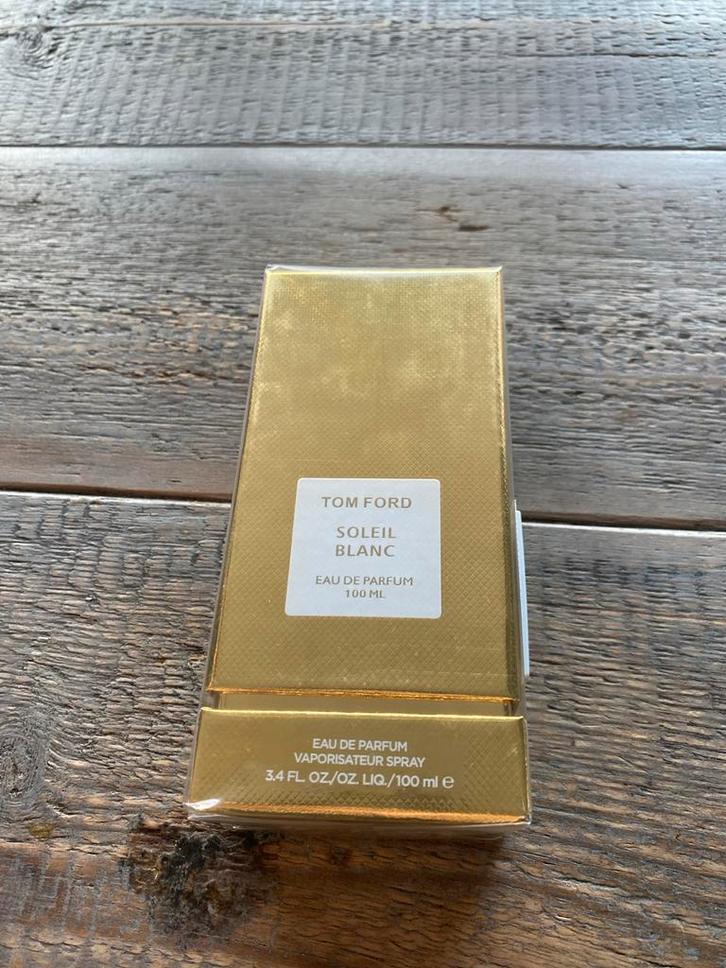 TOM FORD
SOLEIL
BLANC
EAU DE PARFUM
100 ML
EAU DE PARFUM
VAPORISATEUR SPRAY
3.4 FL. OZ./OZ. LIQ./100 ml ℮